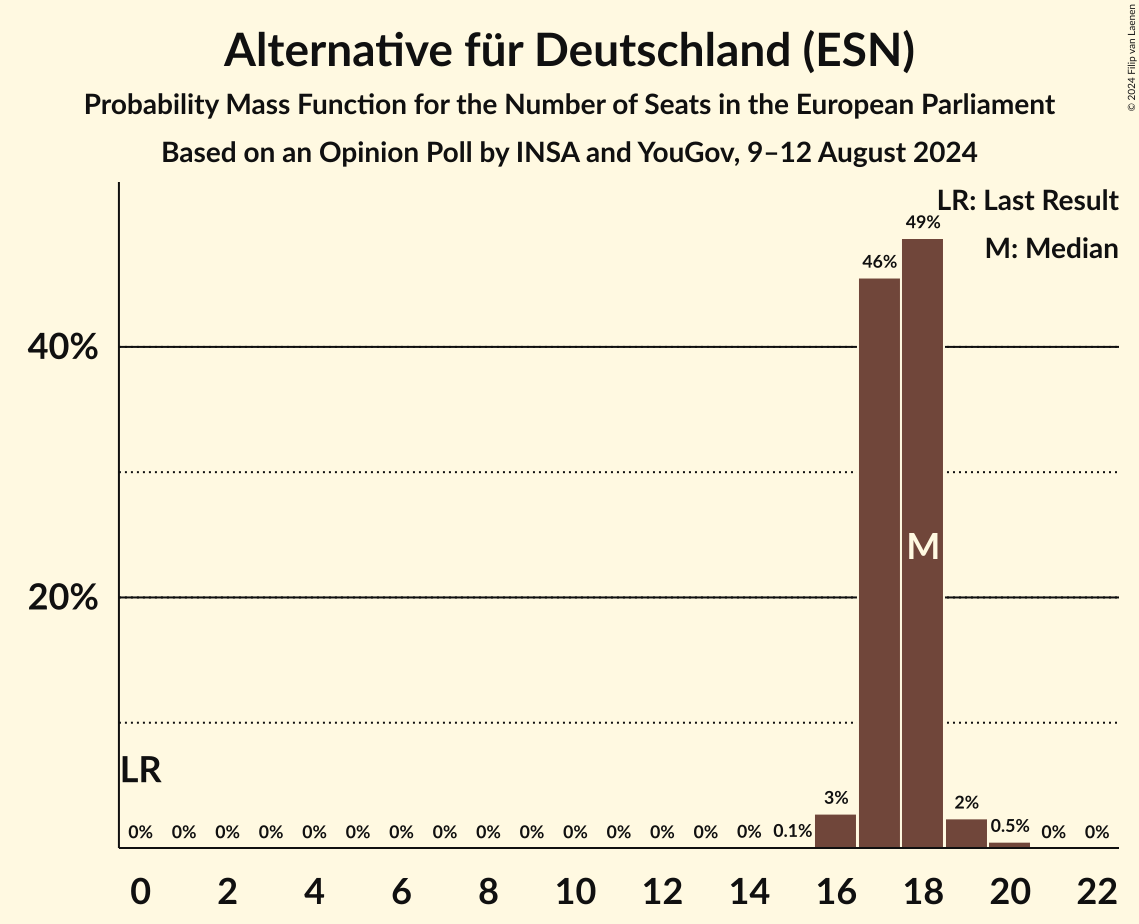 Alternative für Deutschland (ESN)
Probability Mass Function for the Number of Seats in the European Parliament
Based on an Opinion Poll by INSA and YouGov, 9–12 August 2024
© 2024 Filip van Laenen
LR: Last Result
M: Median
49%
46%
40%
M
20%
LR
0% 0% 0% 0% 0% 0% 0% 0% 0% 0% 0% 0% 0% 0% 0% 0.1% 3% 2% 0.5% 0% 0%
0 2 4 6 8 10 12 14 16 18 20 22